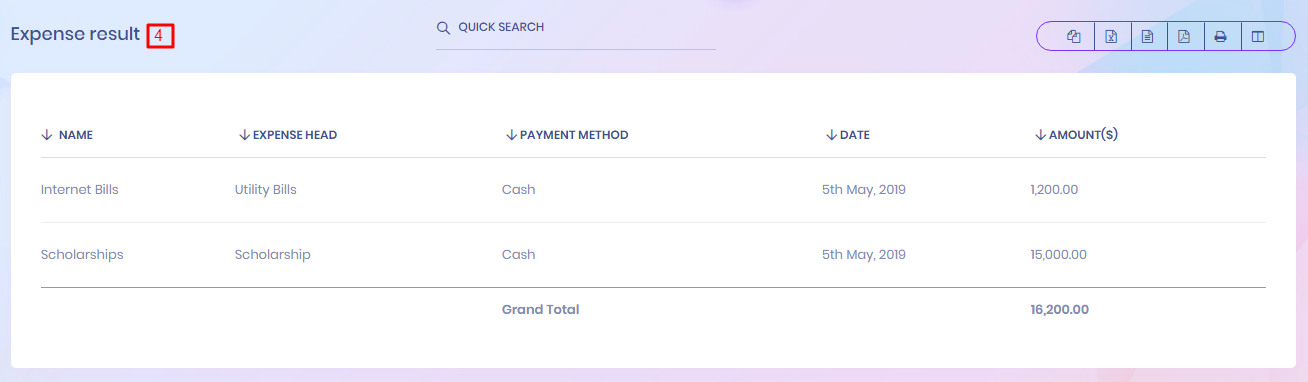 Expense result 4
QUICK SEARCH
NAME EXPENSE HEAD PAYMENT METHOD DATE AMOUNT($)
Internet Bills Utility Bills Cash 5th May, 2019 1,200.00
Scholarships Scholarship Cash 5th May, 2019 15,000.00
Grand Total 16,200.00